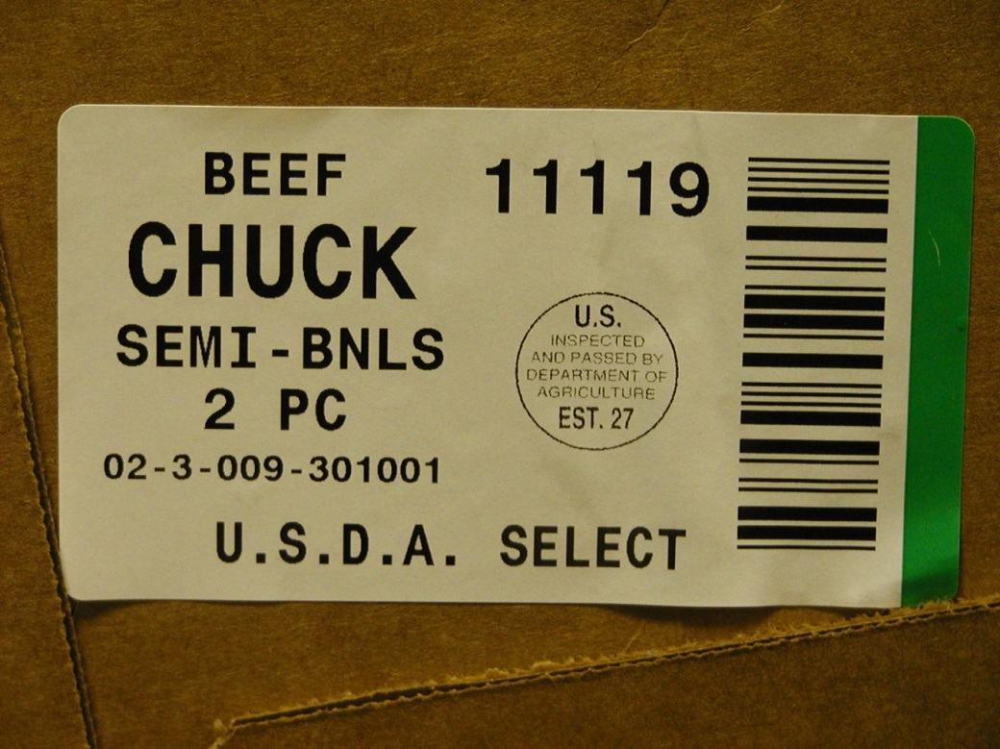 BEEF
CHUCK
SEMI-BNLS
2 PC
02-3-009-301001
11119
U.S.
INSPECTED
AND PASSED BY
DEPARTMENT OF
AGRICULTURE
EST. 27
U.S.D.A. SELECT